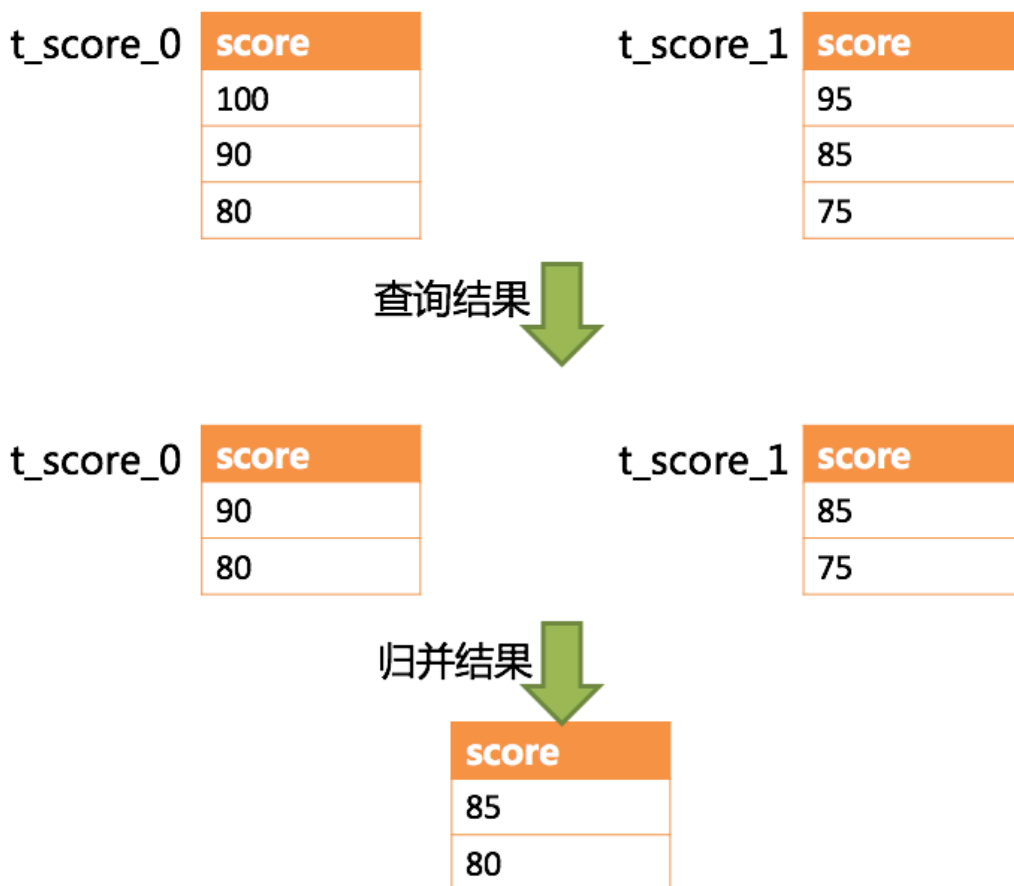 t_score_0 score t_score_1 score
100 95
90 85
80 75
查询结果
t_score_0 score t_score_1 score
90 85
80 75
归并结果
score
85
80